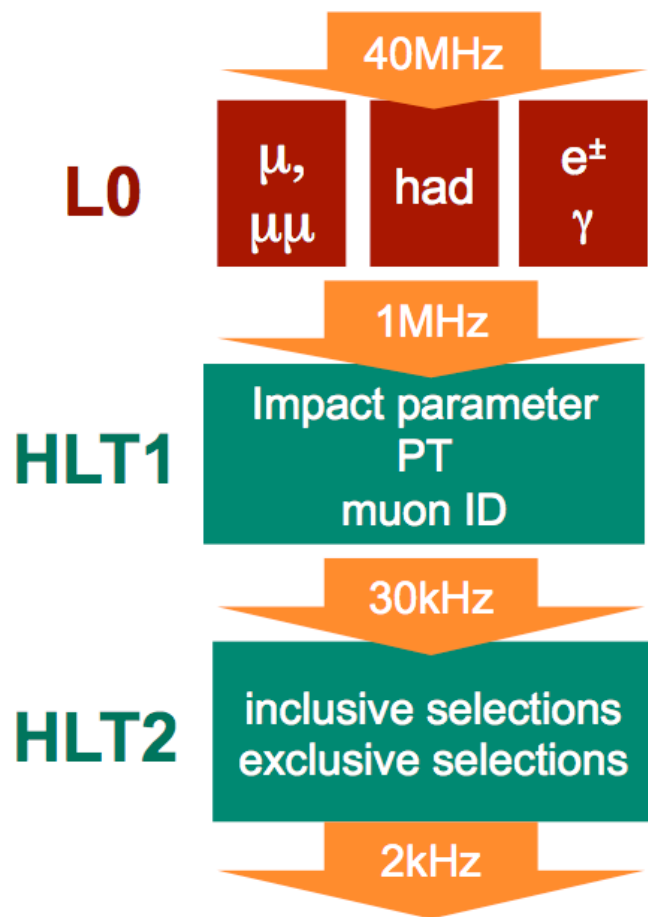 40MHz
L0
μ,
μμ
had
e±
γ
1MHz
HLT1
Impact parameter
PT
muon ID
30kHz
HLT2
inclusive selections
exclusive selections
2kHz